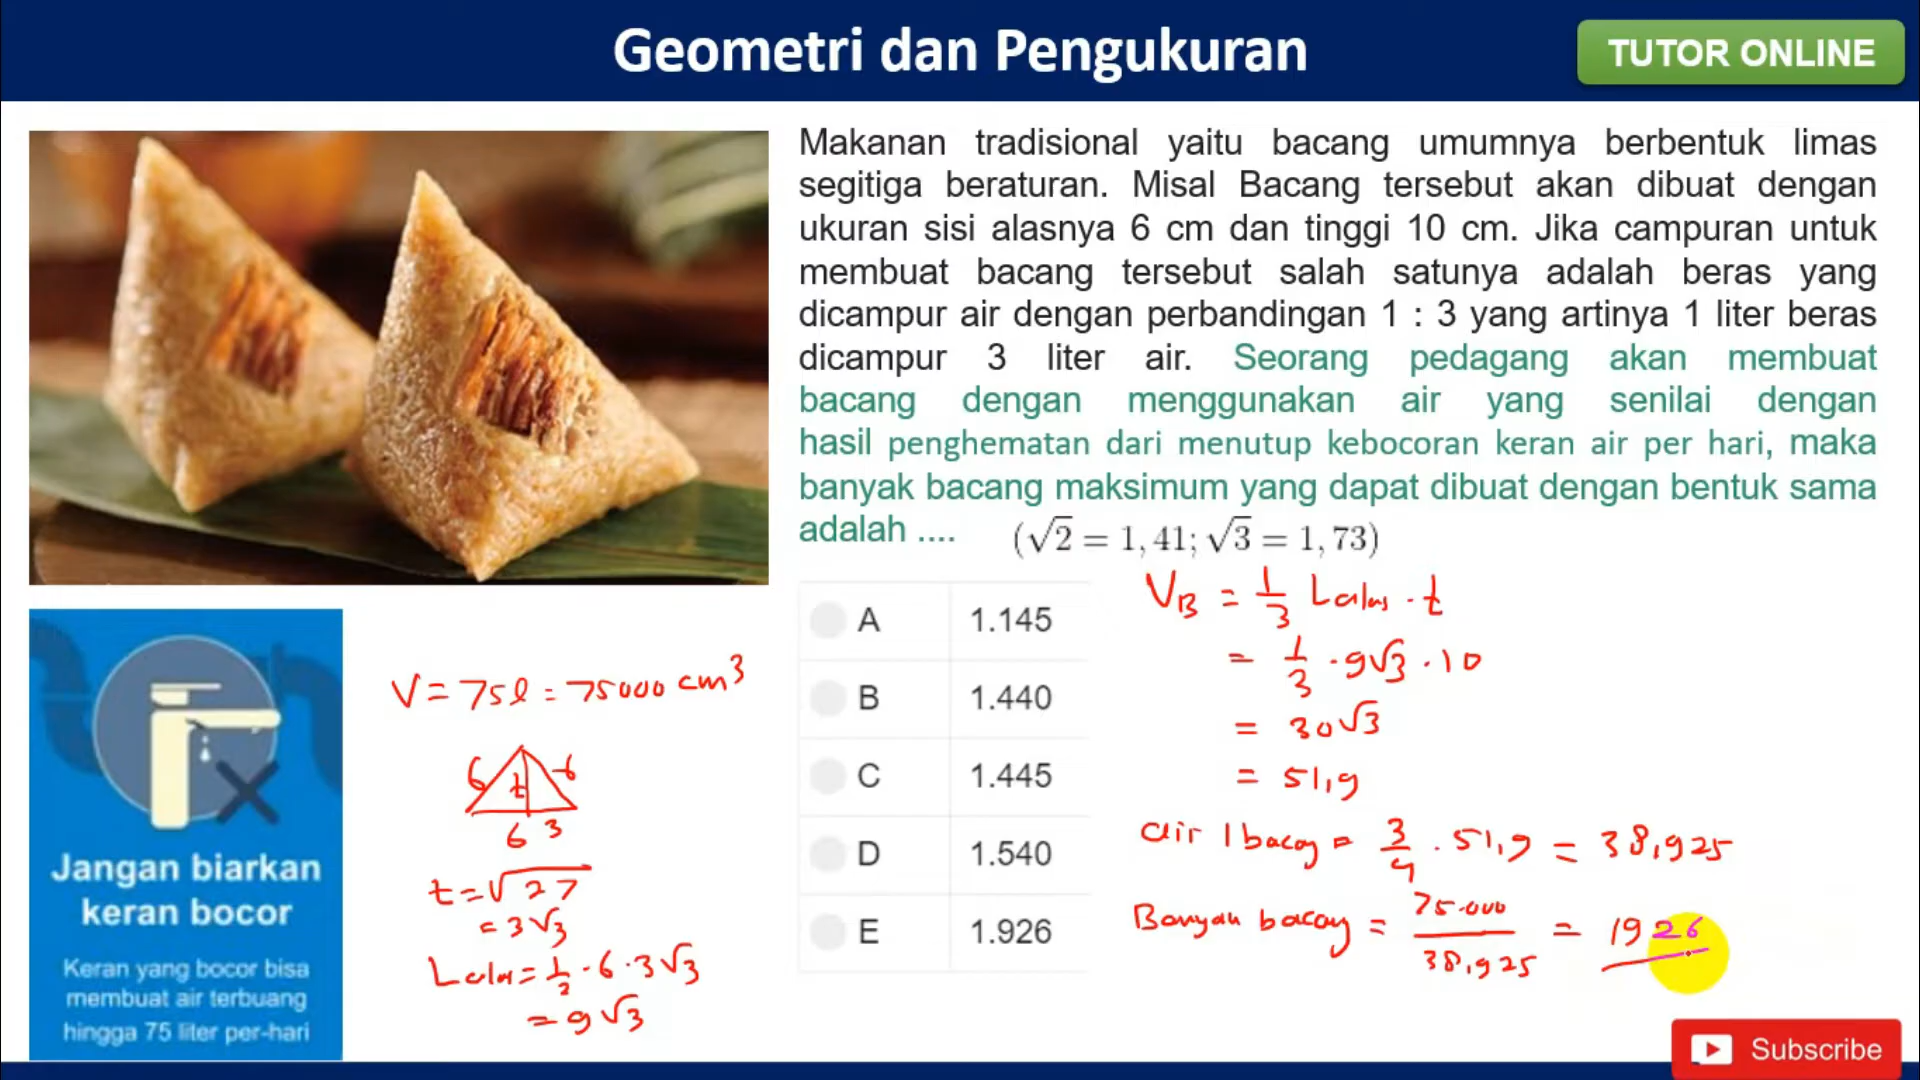 Geometri dan Pengukuran
TUTOR ONLINE
Makanan tradisional yaitu bacang umumnya berbentuk limas
segitiga beraturan. Misal Bacang tersebut akan dibuat dengan
ukuran sisi alasnya 6 cm dan tinggi 10 cm. Jika campuran untuk
membuat bacang tersebut salah satunya adalah beras yang
dicampur air dengan perbandingan 1 : 3 yang artinya 1 liter beras
dicampur 3 liter air. Seorang pedagang akan membuat
bacang dengan menggunakan air yang senilai dengan
hasil penghematan dari menutup kebocoran keran air per hari, maka
banyak bacang maksimum yang dapat dibuat dengan bentuk sama
adalah .... (√2 = 1, 41; √3 = 1, 73)
A 1.145
B 1.440
C 1.445
D 1.540
E 1.926
Jangan biarkan
keran bocor
Keran yang bocor bisa
membuat air terbuang
hingga 75 liter per-hari
V = 75l = 75000 cm³
6 t 6
6 3
t = √27
= 3√3
Lalas = 1/2 · 6 · 3√3
= 9√3
VB = 1/3 Lalas · t
= 1/3 · 9√3 · 10
= 30√3
= 51,9
air 1 bacang = 3/4 · 51,9 = 38,925
Banyak bacang = 75.000/38,925 = 1926
Subscribe